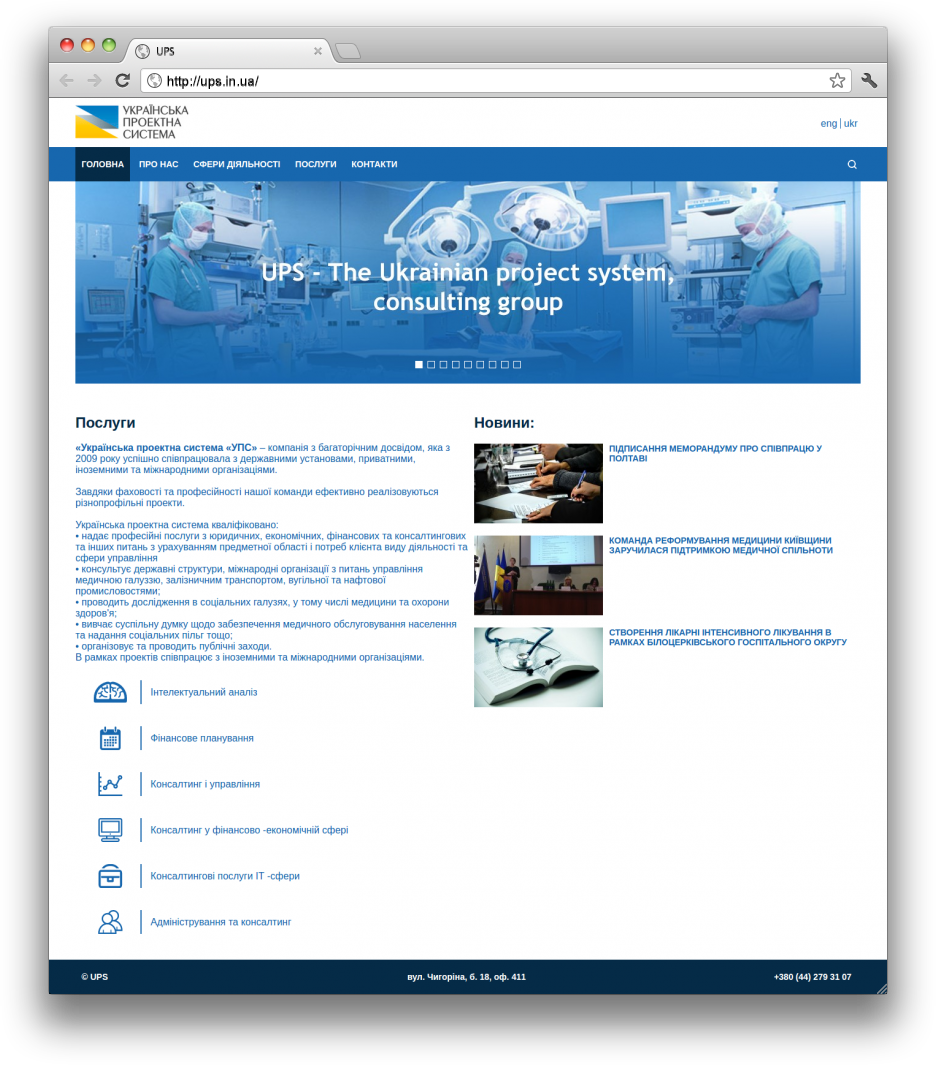 UPS
http://ups.in.ua/
УКРАЇНСЬКА
ПРОЕКТНА
СИСТЕМА
eng | ukr
ГОЛОВНА ПРО НАС СФЕРИ ДІЯЛЬНОСТІ ПОСЛУГИ КОНТАКТИ
UPS - The Ukrainian project system,
consulting group
Послуги
«Українська проектна система «УПС» – компанія з багаторічним досвідом, яка з
2009 року успішно співпрацювала з державними установами, приватними,
іноземними та міжнародними організаціями.
Завдяки фаховості та професійності нашої команди ефективно реалізовуються
різнопрофільні проекти.
Українська проектна система кваліфіковано:
• надає професійні послуги з юридичних, економічних, фінансових та консалтингових
та інших питань з урахуванням предметної області і потреб клієнта виду діяльності та
сфери управління
• консультує державні структури, міжнародні організації з питань управління
медичною галуззю, залізничним транспортом, вугільної та нафтової
промисловостями;
• проводить дослідження в соціальних галузях, у тому числі медицини та охорони
здоров'я;
• вивчає суспільну думку щодо забезпечення медичного обслуговування населення
та надання соціальних пільг тощо;
• організовує та проводить публічні заходи.
В рамках проектів співпрацює з іноземними та міжнародними організаціями.
Інтелектуальний аналіз
Фінансове планування
Консалтинг і управління
Консалтинг у фінансово -економічній сфері
Консалтингові послуги ІТ -сфери
Адміністрування та консалтинг
Новини:
ПІДПИСАННЯ МЕМОРАНДУМУ ПРО СПІВПРАЦЮ У
ПОЛТАВІ
КОМАНДА РЕФОРМУВАННЯ МЕДИЦИНИ КИЇВЩИНИ
ЗАРУЧИЛАСЯ ПІДТРИМКОЮ МЕДИЧНОЇ СПІЛЬНОТИ
СТВОРЕННЯ ЛІКАРНІ ІНТЕНСИВНОГО ЛІКУВАННЯ В
РАМКАХ БІЛОЦЕРКІВСЬКОГО ГОСПІТАЛЬНОГО ОКРУГУ
© UPS
вул. Чигоріна, б. 18, оф. 411
+380 (44) 279 31 07